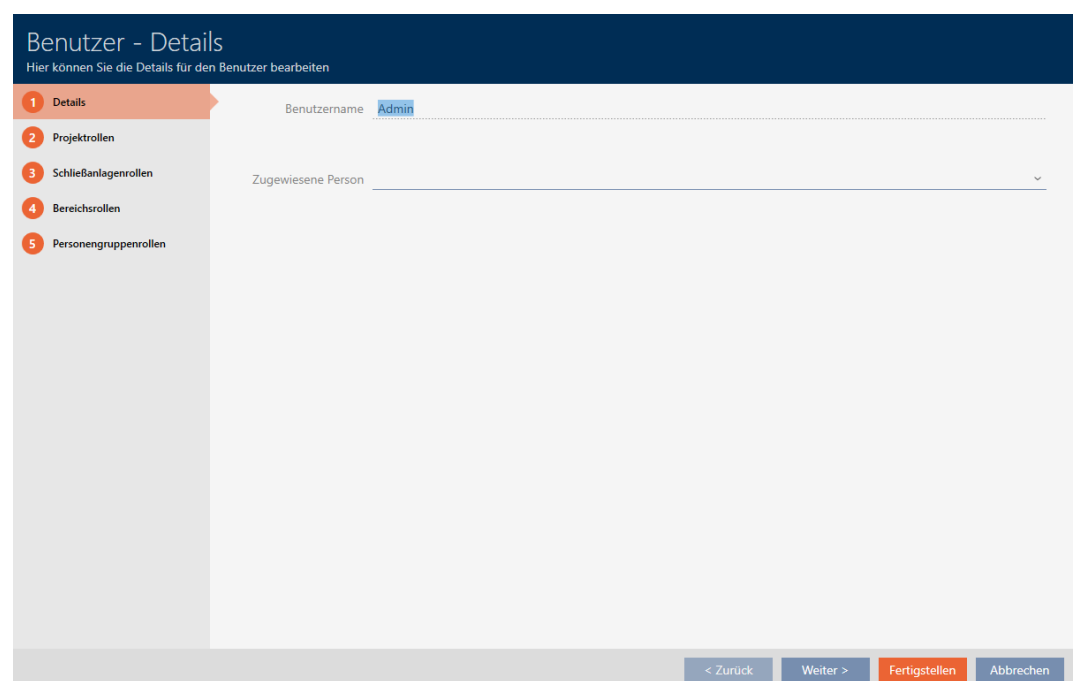 Benutzer - Details
Hier können Sie die Details für den Benutzer bearbeiten
1 Details
2 Projektrollen
3 Schließanlagenrollen
4 Bereichsrollen
5 Personengruppenrollen
Benutzername Admin
Zugewiesene Person
< Zurück Weiter > Fertigstellen Abbrechen